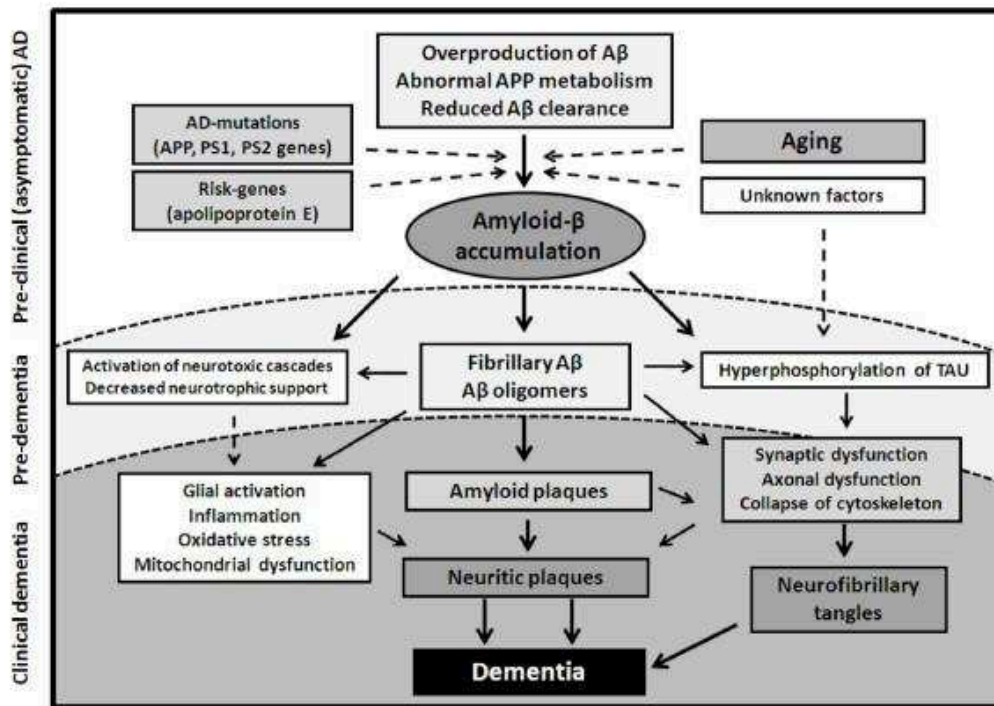 Pre-clinical (asymptomatic) AD
Overproduction of Aβ
Abnormal APP metabolism
Reduced Aβ clearance
AD-mutations
(APP, PS1, PS2 genes)
Aging
Risk-genes
(apolipoprotein E)
Unknown factors
Amyloid-β
accumulation
Pre-dementia
Activation of neurotoxic cascades
Decreased neurotrophic support
Fibrillary Aβ
Aβ oligomers
Hyperphosphorylation of TAU
Synaptic dysfunction
Axonal dysfunction
Collapse of cytoskeleton
Clinical dementia
Glial activation
Inflammation
Oxidative stress
Mitochondrial dysfunction
Amyloid plaques
Neuritic plaques
Neurofibrillary
tangles
Dementia